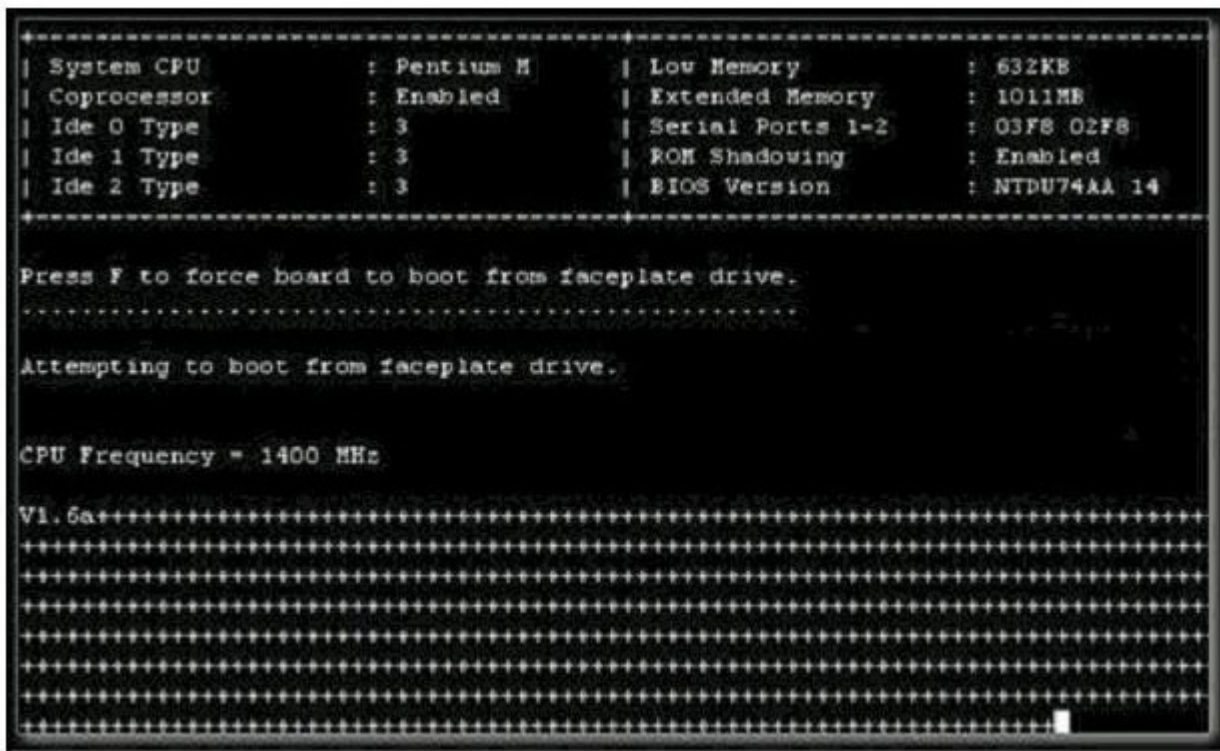 +----------------------------------------+---------------------------------------
| System CPU : Pentium M | Low Memory : 632KB
| Coprocessor : Enabled | Extended Memory : 1011MB
| Ide 0 Type : 3 | Serial Ports 1-2 : 03F8 02F8
| Ide 1 Type : 3 | ROM Shadowing : Enabled
| Ide 2 Type : 3 | BIOS Version : NTDU74AA 14
+----------------------------------------+---------------------------------------
Press F to force board to boot from faceplate drive.
....................................................
Attempting to boot from faceplate drive.
CPU Frequency = 1400 MHz
V1.6a++++++++++++++++++++++++++++++++++++++++++++++++++++++++++++++++++++++++++
+++++++++++++++++++++++++++++++++++++++++++++++++++++++++++++++++++++++++++++++
+++++++++++++++++++++++++++++++++++++++++++++++++++++++++++++++++++++++++++++++
+++++++++++++++++++++++++++++++++++++++++++++++++++++++++++++++++++++++++++++++
+++++++++++++++++++++++++++++++++++++++++++++++++++++++++++++++++++++++++++++++
+++++++++++++++++++++++++++++++++++++++++++++++++++++++++++++++++++++++++++++++
+++++++++++++++++++++++++++++++++++++++++++++++++++++++++++++++++++++++++++++++
+++++++++++++++++++++++++++++++++++++++++++++++++++++++++++++++++++++